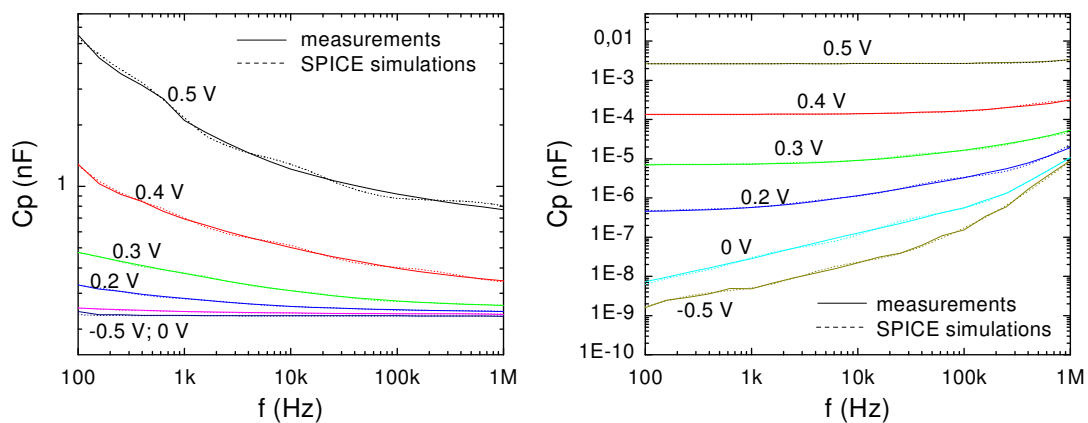 measurements
SPICE simulations
0.5 V
0.4 V
0.3 V
0.2 V
-0.5 V; 0 V
1
Cp (nF)
100 1k 10k 100k 1M
f (Hz)
0,01
1E-3
1E-4
1E-5
1E-6
1E-7
1E-8
1E-9
1E-10
Cp (nF)
0.5 V
0.4 V
0.3 V
0.2 V
0 V
-0.5 V
measurements
SPICE simulations
100 1k 10k 100k 1M
f (Hz)